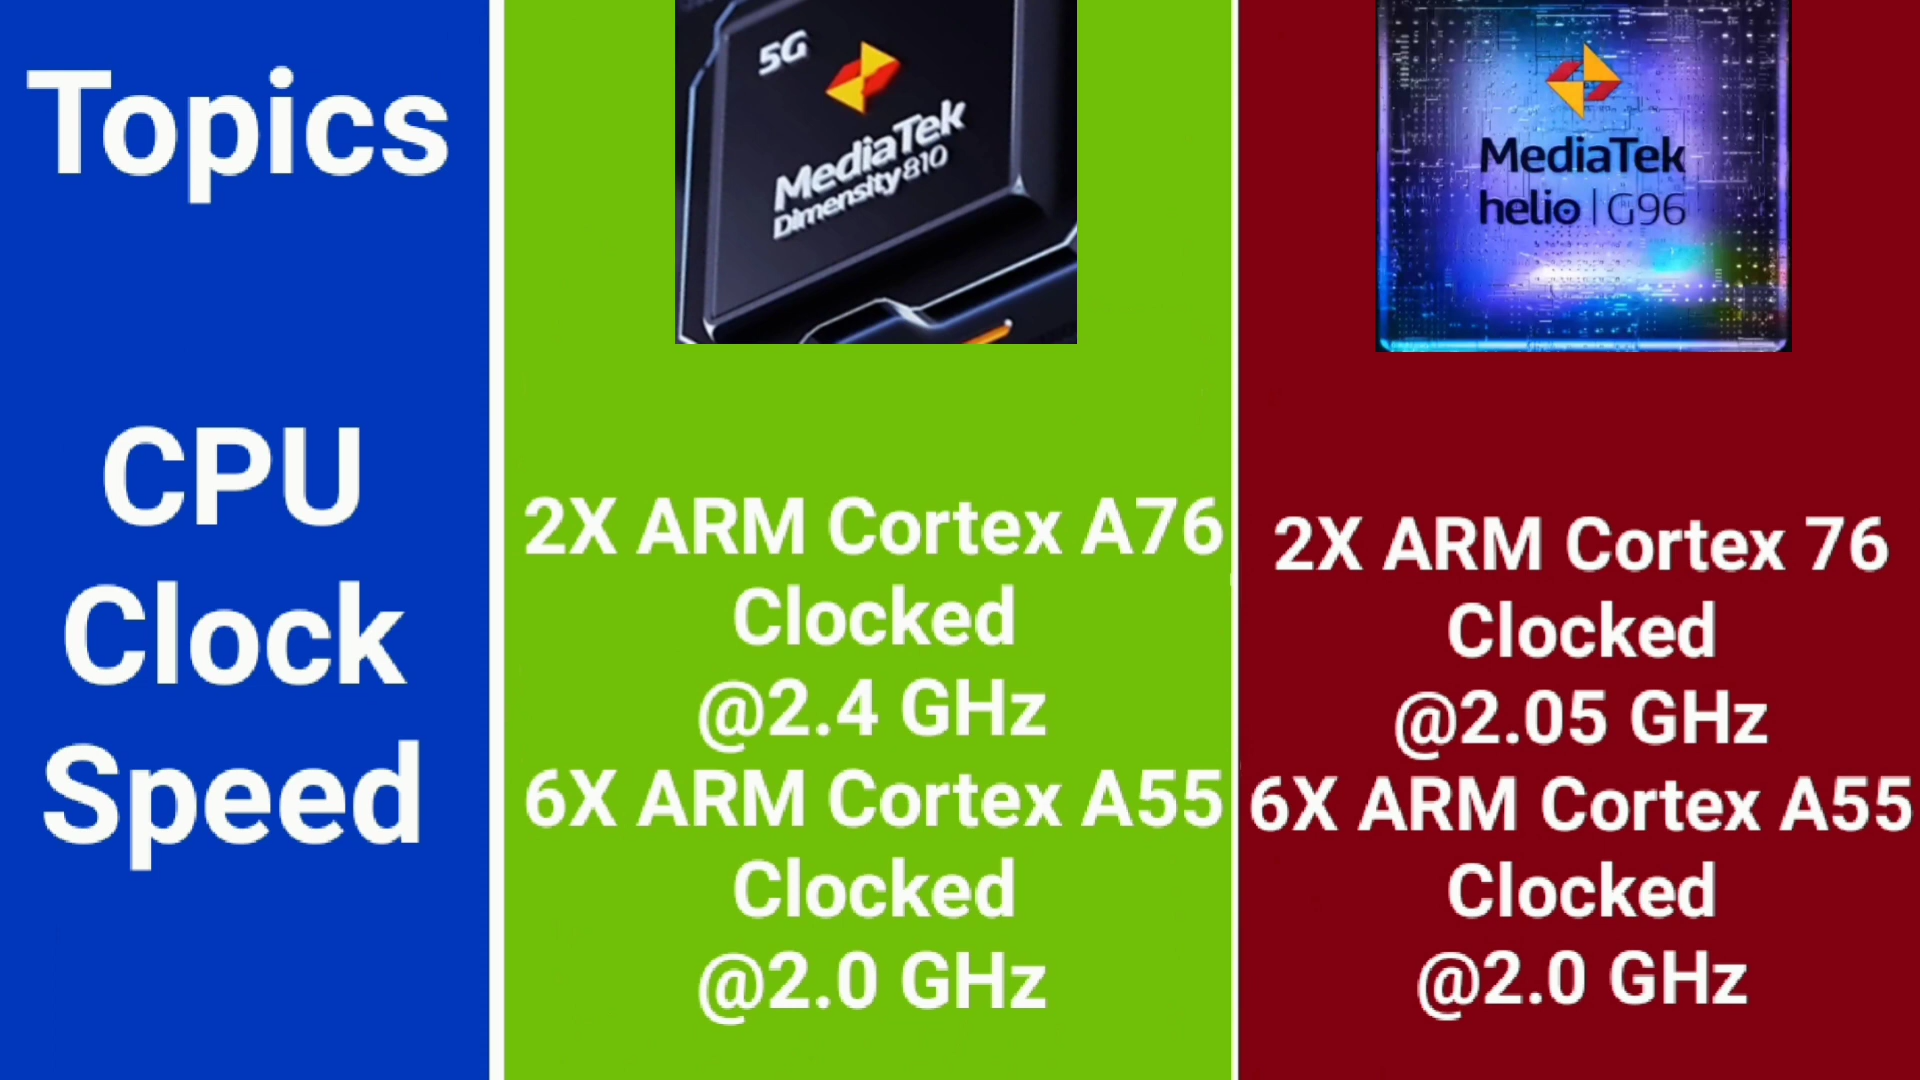 Topics
CPU
Clock
Speed
5G
MediaTek
Dimensity 810
2X ARM Cortex A76
Clocked
@2.4 GHz
6X ARM Cortex A55
Clocked
@2.0 GHz
MediaTek
helio | G96
2X ARM Cortex 76
Clocked
@2.05 GHz
6X ARM Cortex A55
Clocked
@2.0 GHz